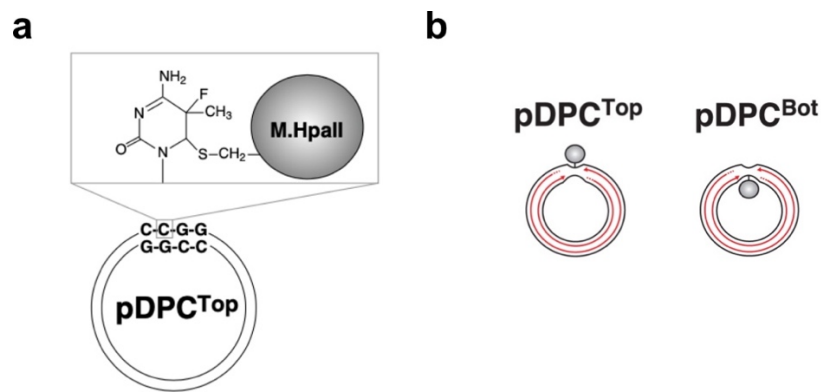 a
NH₂
F
N
CH₃
O
N
S–CH₂
M.HpaII
C-C-G-G
G-G-C-C
pDPCTop
b
pDPCTop
pDPCBot